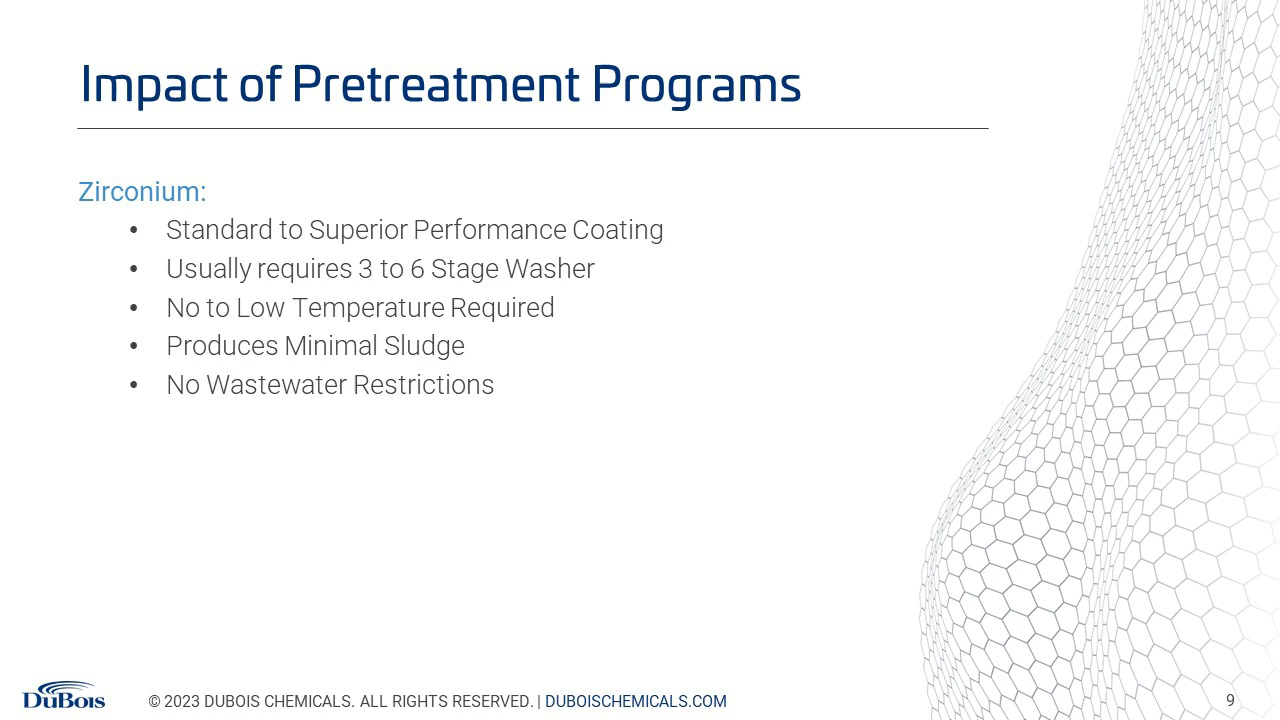 Impact of Pretreatment Programs
Zirconium:
• Standard to Superior Performance Coating
• Usually requires 3 to 6 Stage Washer
• No to Low Temperature Required
• Produces Minimal Sludge
• No Wastewater Restrictions
DuBois
© 2023 DUBOIS CHEMICALS. ALL RIGHTS RESERVED. | DUBOISCHEMICALS.COM
9